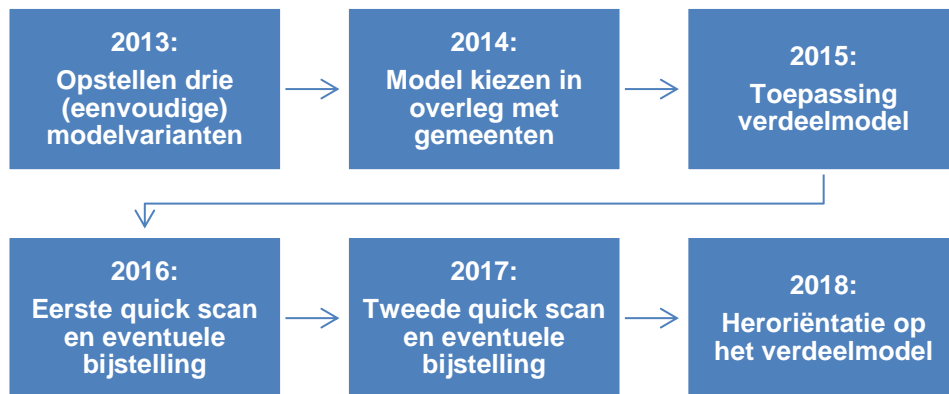 2013:
Opstellen drie
(eenvoudige)
modelvarianten
2014:
Model kiezen in
overleg met
gemeenten
2015:
Toepassing
verdeelmodel
2016:
Eerste quick scan
en eventuele
bijstelling
2017:
Tweede quick scan
en eventuele
bijstelling
2018:
Heroriëntatie op
het verdeelmodel